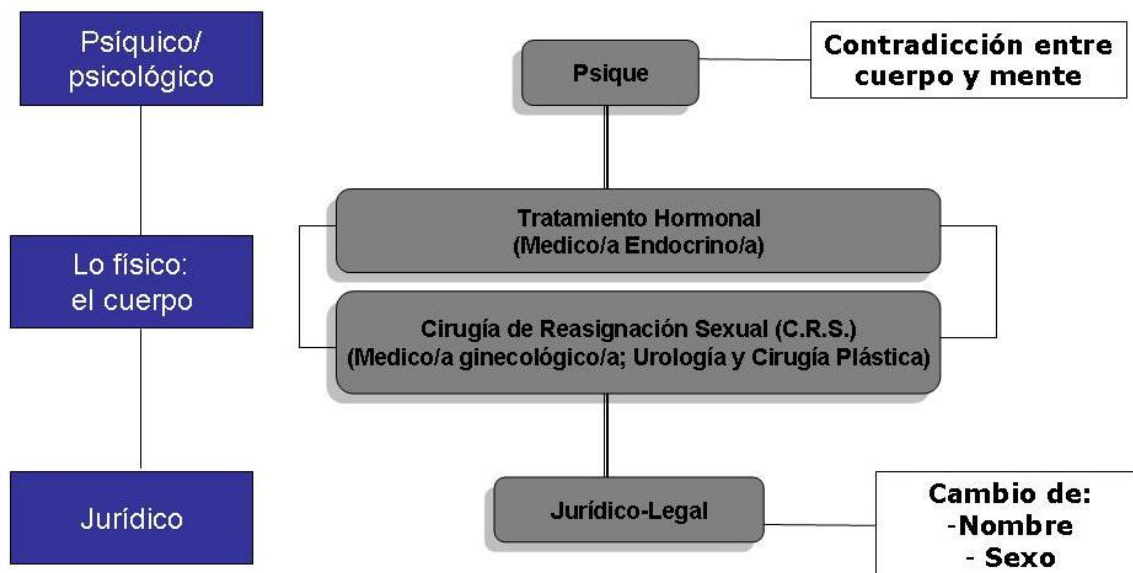 Psíquico/
psicológico
Psique
Contradicción entre
cuerpo y mente
Tratamiento Hormonal
(Medico/a Endocrino/a)
Lo físico:
el cuerpo
Cirugía de Reasignación Sexual (C.R.S.)
(Medico/a ginecológico/a; Urología y Cirugía Plástica)
Jurídico
Jurídico-Legal
Cambio de:
-Nombre
- Sexo